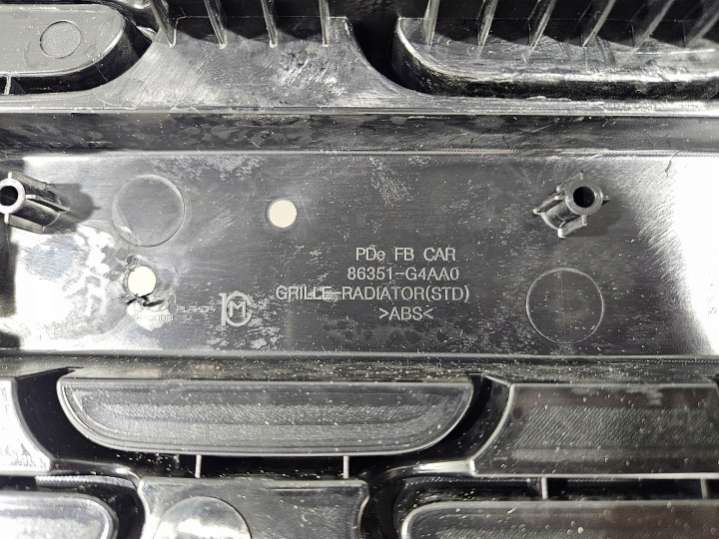 PDe FB CAR
86351-G4AA0
GRILLE-RADIATOR(STD)
>ABS<